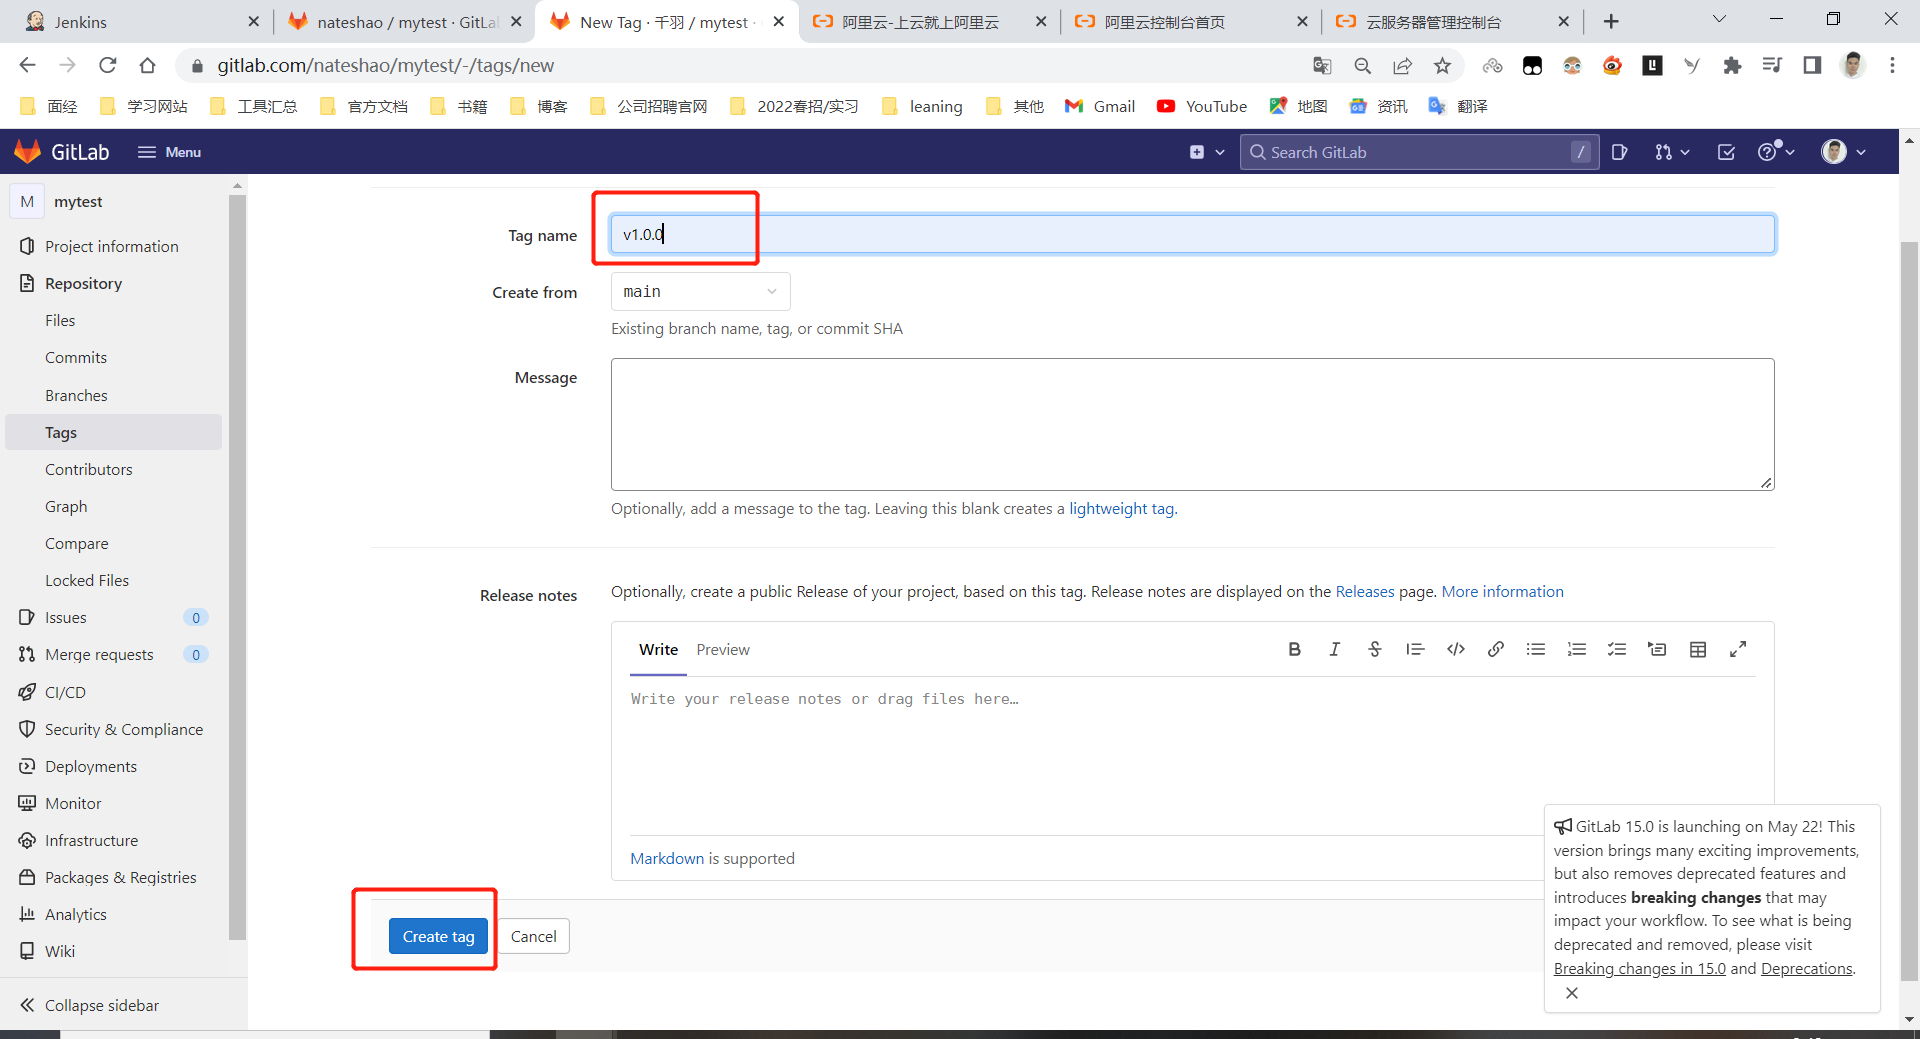 Jenkins
nateshao / mytest · GitLa
New Tag · 千羽 / mytest ·
阿里云-上云就上阿里云
阿里云控制台首页
云服务器管理控制台
gitlab.com/nateshao/mytest/-/tags/new
面经
学习网站
工具汇总
官方文档
书籍
博客
公司招聘官网
2022春招/实习
leaning
其他
Gmail
YouTube
地图
资讯
翻译
GitLab
Menu
Search GitLab
/
M
mytest
Project information
Repository
Files
Commits
Branches
Tags
Contributors
Graph
Compare
Locked Files
Issues 0
Merge requests 0
CI/CD
Security & Compliance
Deployments
Monitor
Infrastructure
Packages & Registries
Analytics
Wiki
Collapse sidebar
Tag name
v1.0.0
Create from
main
Existing branch name, tag, or commit SHA
Message
Optionally, add a message to the tag. Leaving this blank creates a lightweight tag.
Release notes
Optionally, create a public Release of your project, based on this tag. Release notes are displayed on the Releases page. More information
Write
Preview
Write your release notes or drag files here…
Markdown is supported
Create tag
Cancel
GitLab 15.0 is launching on May 22! This
version brings many exciting improvements,
but also removes deprecated features and
introduces breaking changes that may
impact your workflow. To see what is being
deprecated and removed, please visit
Breaking changes in 15.0 and Deprecations.